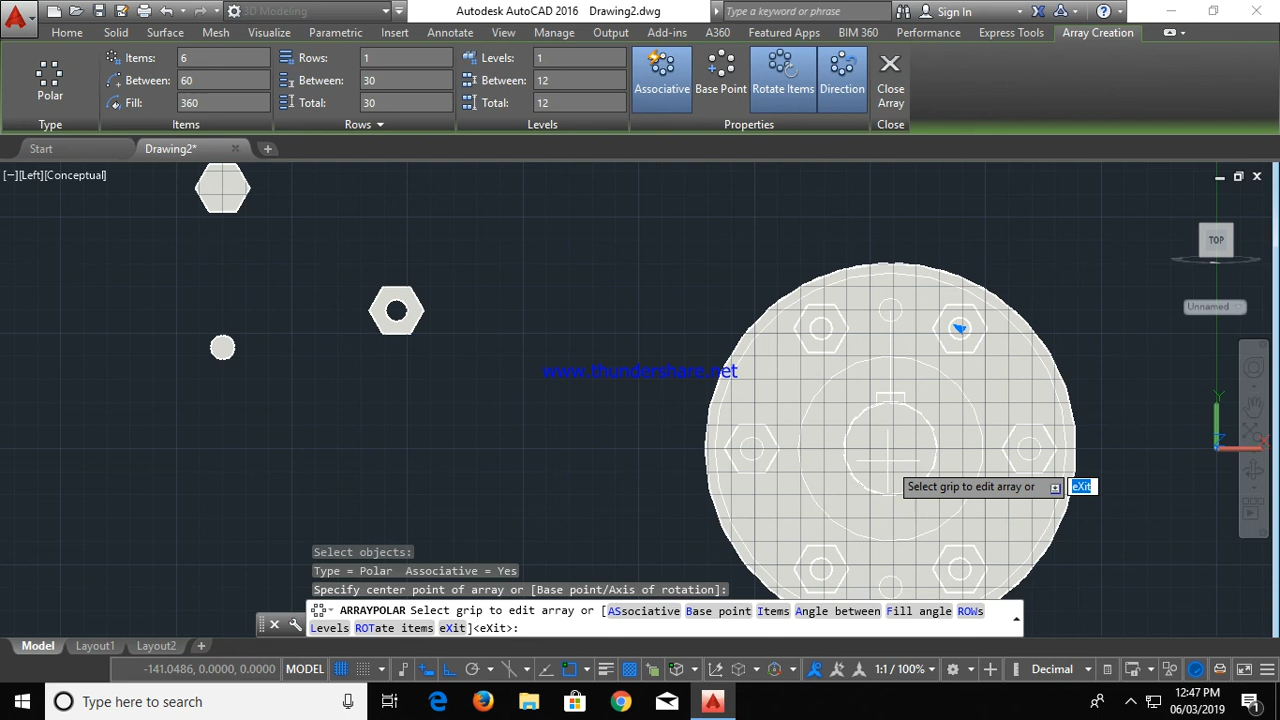 3D Modeling
Autodesk AutoCAD 2016 Drawing2.dwg
Type a keyword or phrase
Sign In
Home Solid Surface Mesh Visualize Parametric Insert Annotate View Manage Output Add-ins A360 Featured Apps BIM 360 Performance Express Tools Array Creation
Polar
Type
Items: 6
Between: 60
Fill: 360
Items
Rows: 1
Between: 30
Total: 30
Rows
Levels: 1
Between: 12
Total: 12
Levels
Associative
Base Point
Rotate Items
Direction
Properties
Close
Array
Close
Start Drawing2*
[−][Left][Conceptual]
TOP
Unnamed
www.thundershare.net
Y
X
Z
Select grip to edit array or eXit
Select objects:
Type = Polar Associative = Yes
Specify center point of array or [Base point/Axis of rotation]:
ARRAYPOLAR Select grip to edit array or [ASsociative Base point Items Angle between Fill angle ROWs
Levels ROTate items eXit]<eXit>:
Model Layout1 Layout2
-141.0486, 0.0000, 0.0000 MODEL 1:1 / 100% Decimal
Type here to search
12:47 PM
06/03/2019
1